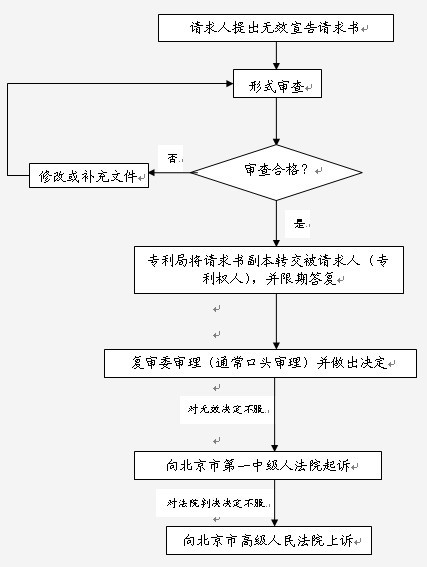 请求人提出无效宣告请求书
形式审查
否
审查合格？
修改或补充文件
是
专利局将请求书副本转交被请求人（专
利权人），并限期答复
复审委审理（通常口头审理）并做出决定
对无效决定不服
向北京市第一中级人法院起诉
对法院判决决定不服
向北京市高级人民法院上诉